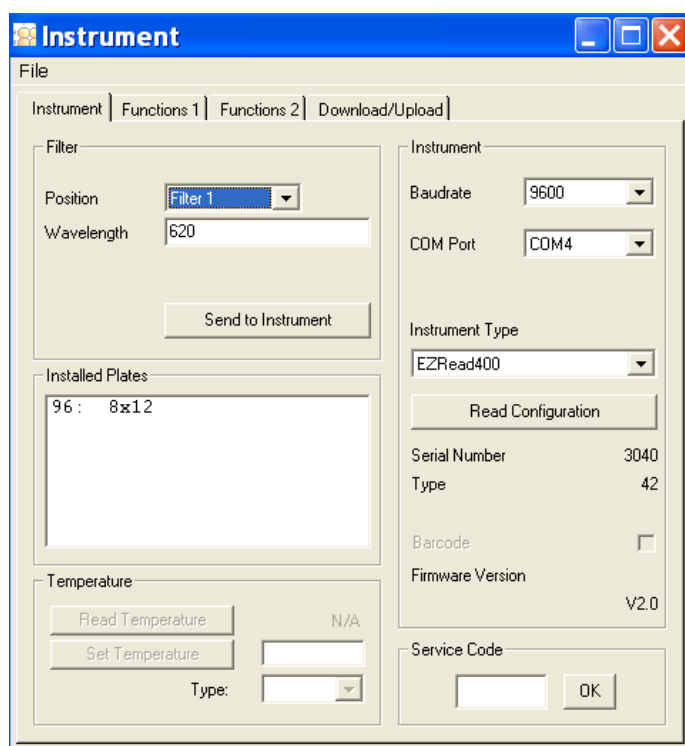 Instrument
File
Instrument Functions 1 Functions 2 Download/Upload
Filter
Position Filter 1
Wavelength 620
Send to Instrument
Installed Plates
96: 8x12
Temperature
Read Temperature N/A
Set Temperature
Type:
Instrument
Baudrate 9600
COM Port COM4
Instrument Type
EZRead400
Read Configuration
Serial Number 3040
Type 42
Barcode
Firmware Version
V2.0
Service Code
OK